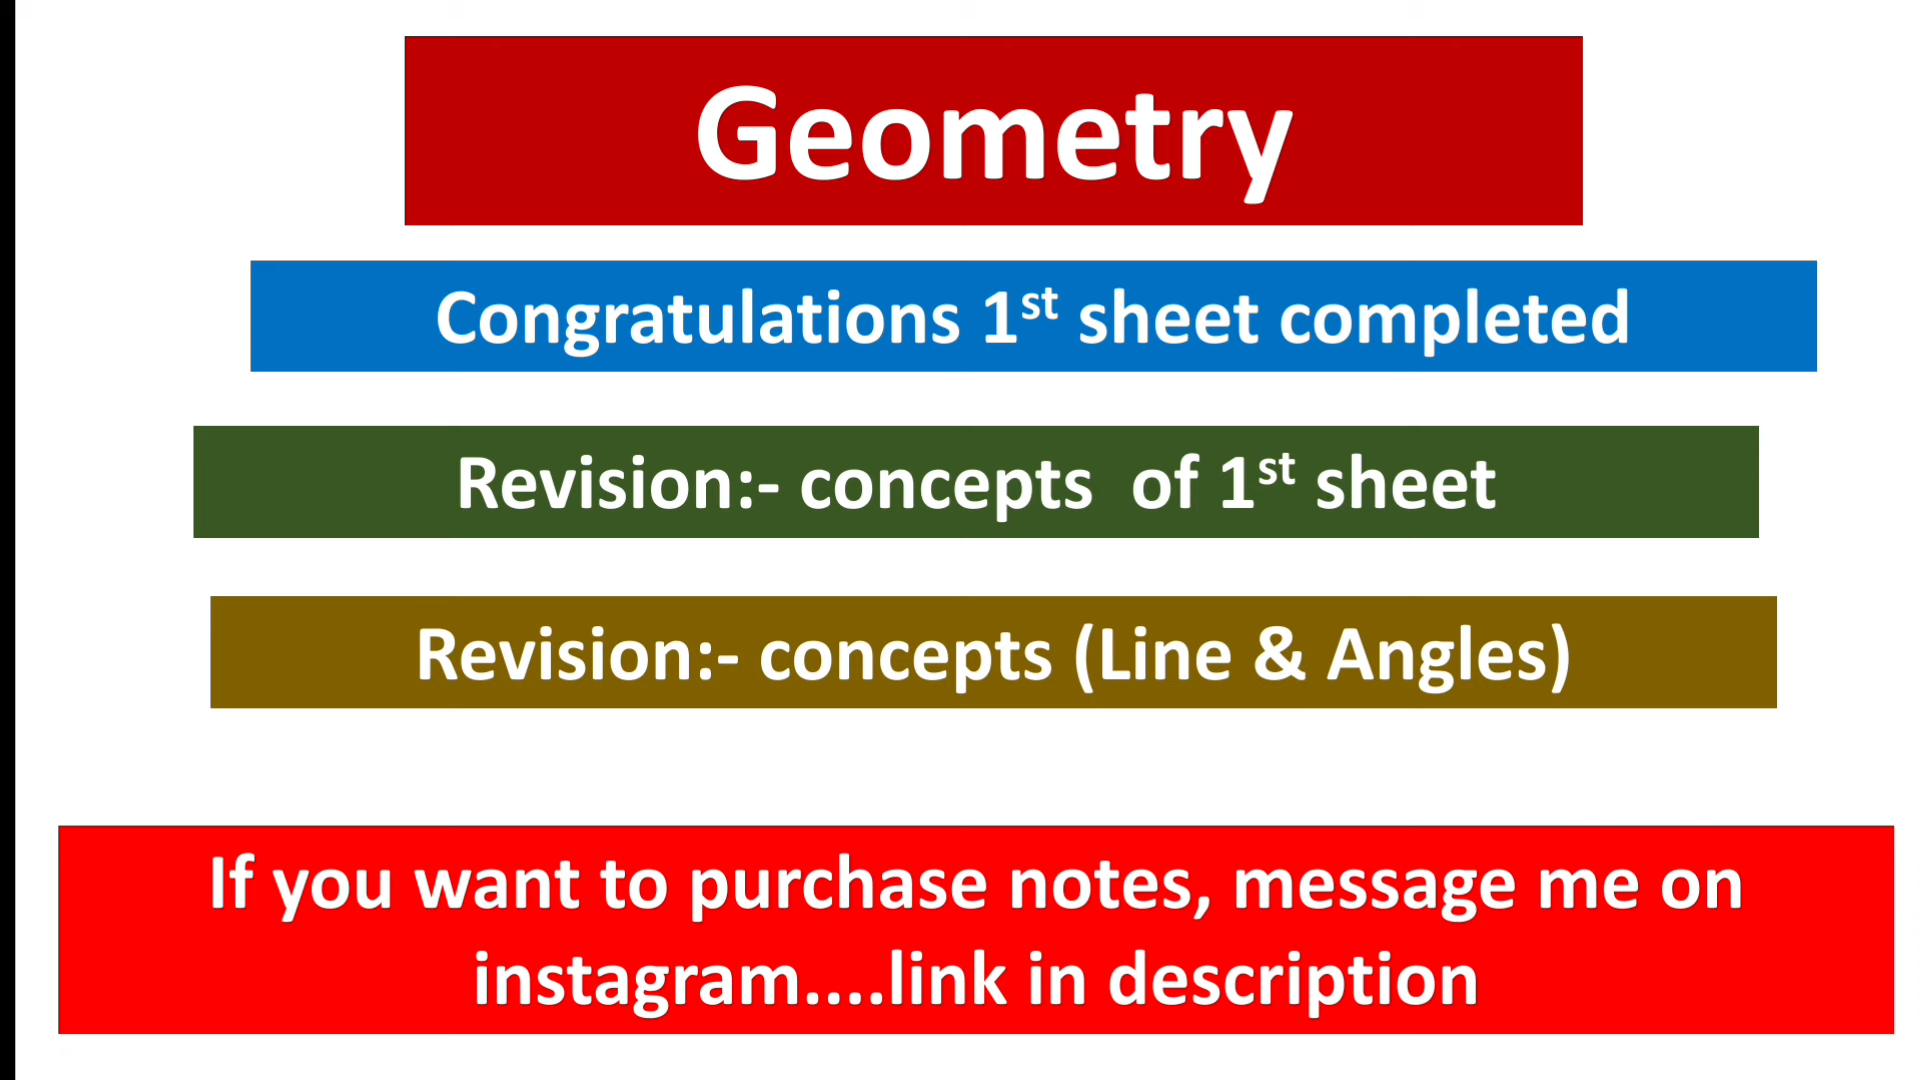 Geometry
Congratulations 1st sheet completed
Revision:- concepts  of 1st sheet
Revision:- concepts (Line & Angles)
If you want to purchase notes, message me on
instagram....link in description